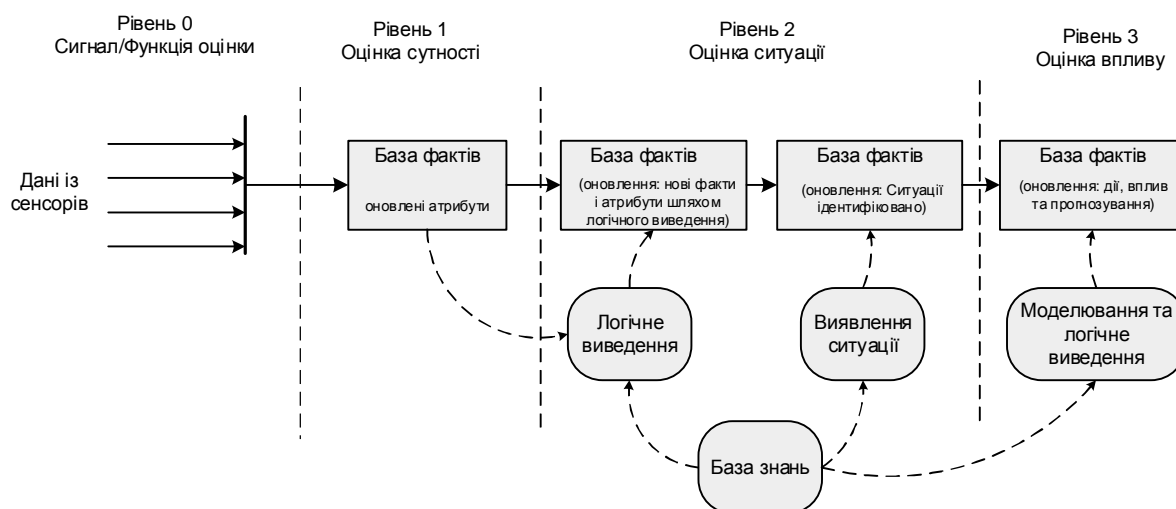 Рівень 0
Сигнал/Функція оцінки
Рівень 1
Оцінка сутності
Рівень 2
Оцінка ситуації
Рівень 3
Оцінка впливу
Дані із
сенсорів
База фактів
оновлені атрибути
База фактів
(оновлення: нові факти
і атрибути шляхом
логічного виведення)
База фактів
(оновлення: Ситуації
ідентифіковано)
База фактів
(оновлення: дії, вплив
та прогнозування)
Логічне
виведення
Виявлення
ситуації
Моделювання та
логічне
виведення
База знань